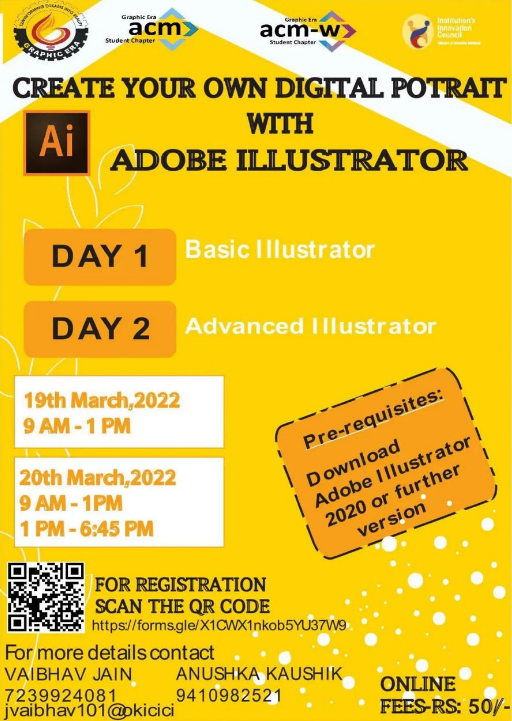 GRAPHIC ERA
Graphic Era
acm
Student Chapter
Graphic Era
acm-w
Student Chapter
Institution's
Innovation
Council
CREATE YOUR OWN DIGITAL POTRAIT
WITH
Ai
ADOBE ILLUSTRATOR
DAY 1
Basic Illustrator
DAY 2
Advanced Illustrator
19th March,2022
9 AM - 1 PM
20th March,2022
9 AM - 1PM
1 PM - 6:45 PM
Pre-requisites:
Download
Adobe Illustrator
2020 or further
version
FOR REGISTRATION
SCAN THE QR CODE
https://forms.gle/X1CWX1nkob5YU37W9
For more details contact
VAIBHAV JAIN ANUSHKA KAUSHIK
7239924081 9410982521
jvaibhav101@okicici
ONLINE
FEES-RS: 50/-